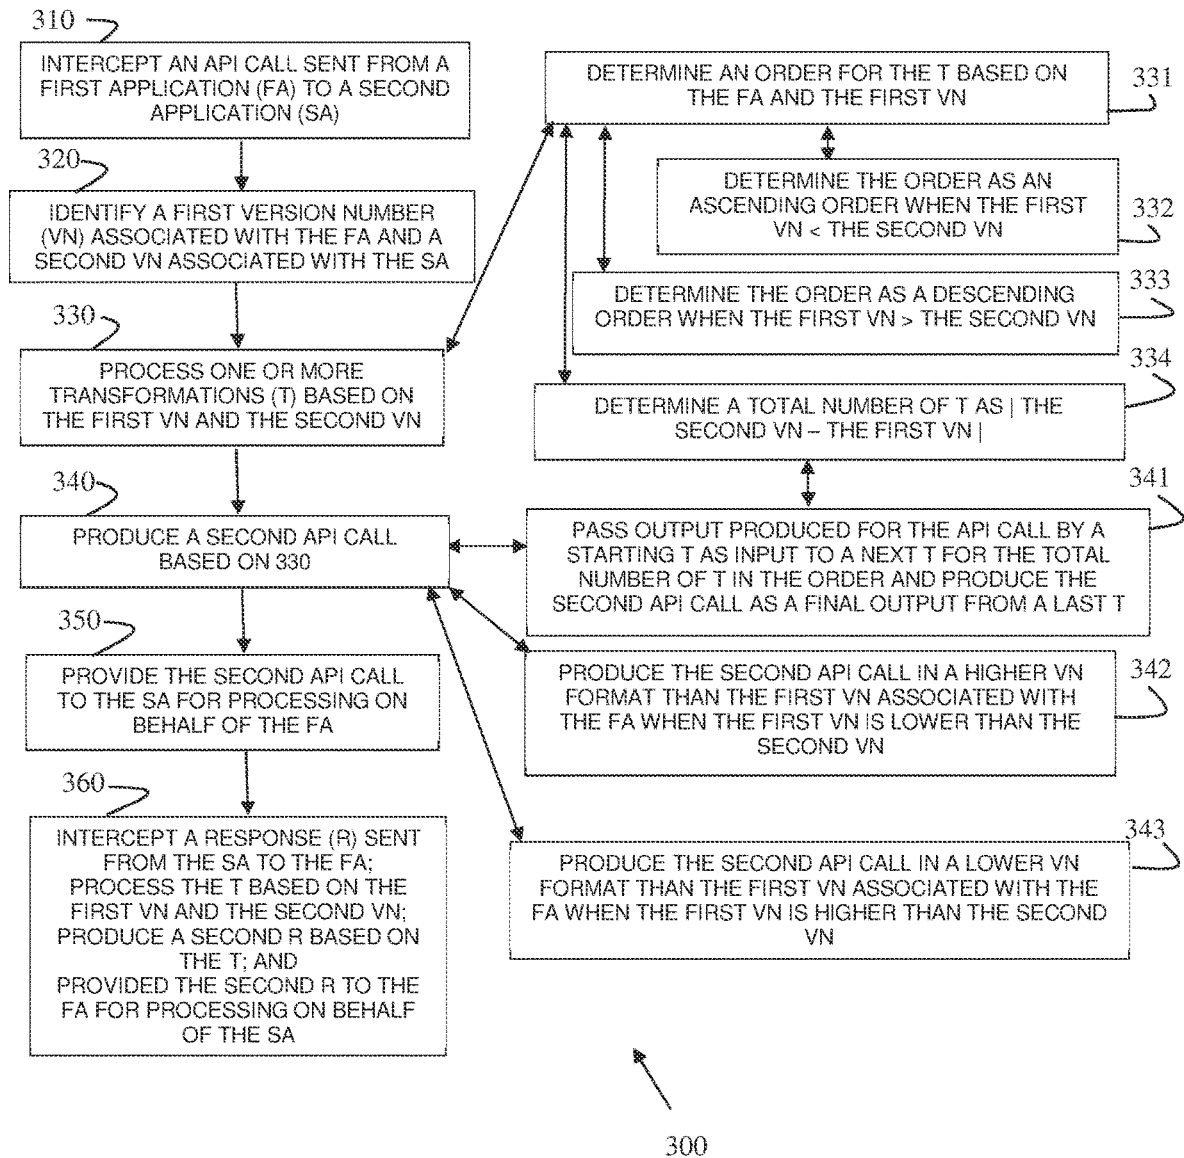 310
INTERCEPT AN API CALL SENT FROM A
FIRST APPLICATION (FA) TO A SECOND
APPLICATION (SA)
320
IDENTIFY A FIRST VERSION NUMBER
(VN) ASSOCIATED WITH THE FA AND A
SECOND VN ASSOCIATED WITH THE SA
330
PROCESS ONE OR MORE
TRANSFORMATIONS (T) BASED ON
THE FIRST VN AND THE SECOND VN
340
PRODUCE A SECOND API CALL
BASED ON 330
350
PROVIDE THE SECOND API CALL
TO THE SA FOR PROCESSING ON
BEHALF OF THE FA
360
INTERCEPT A RESPONSE (R) SENT
FROM THE SA TO THE FA;
PROCESS THE T BASED ON THE
FIRST VN AND THE SECOND VN;
PRODUCE A SECOND R BASED ON
THE T; AND
PROVIDED THE SECOND R TO THE
FA FOR PROCESSING ON BEHALF
OF THE SA
DETERMINE AN ORDER FOR THE T BASED ON
THE FA AND THE FIRST VN
331
DETERMINE THE ORDER AS AN
ASCENDING ORDER WHEN THE FIRST
VN < THE SECOND VN
332
DETERMINE THE ORDER AS A DESCENDING
ORDER WHEN THE FIRST VN > THE SECOND VN
333
DETERMINE A TOTAL NUMBER OF T AS | THE
SECOND VN – THE FIRST VN |
334
PASS OUTPUT PRODUCED FOR THE API CALL BY A
STARTING T AS INPUT TO A NEXT T FOR THE TOTAL
NUMBER OF T IN THE ORDER AND PRODUCE THE
SECOND API CALL AS A FINAL OUTPUT FROM A LAST T
341
PRODUCE THE SECOND API CALL IN A HIGHER VN
FORMAT THAN THE FIRST VN ASSOCIATED WITH
THE FA WHEN THE FIRST VN IS LOWER THAN THE
SECOND VN
342
PRODUCE THE SECOND API CALL IN A LOWER VN
FORMAT THAN THE FIRST VN ASSOCIATED WITH THE
FA WHEN THE FIRST VN IS HIGHER THAN THE SECOND
VN
343
300